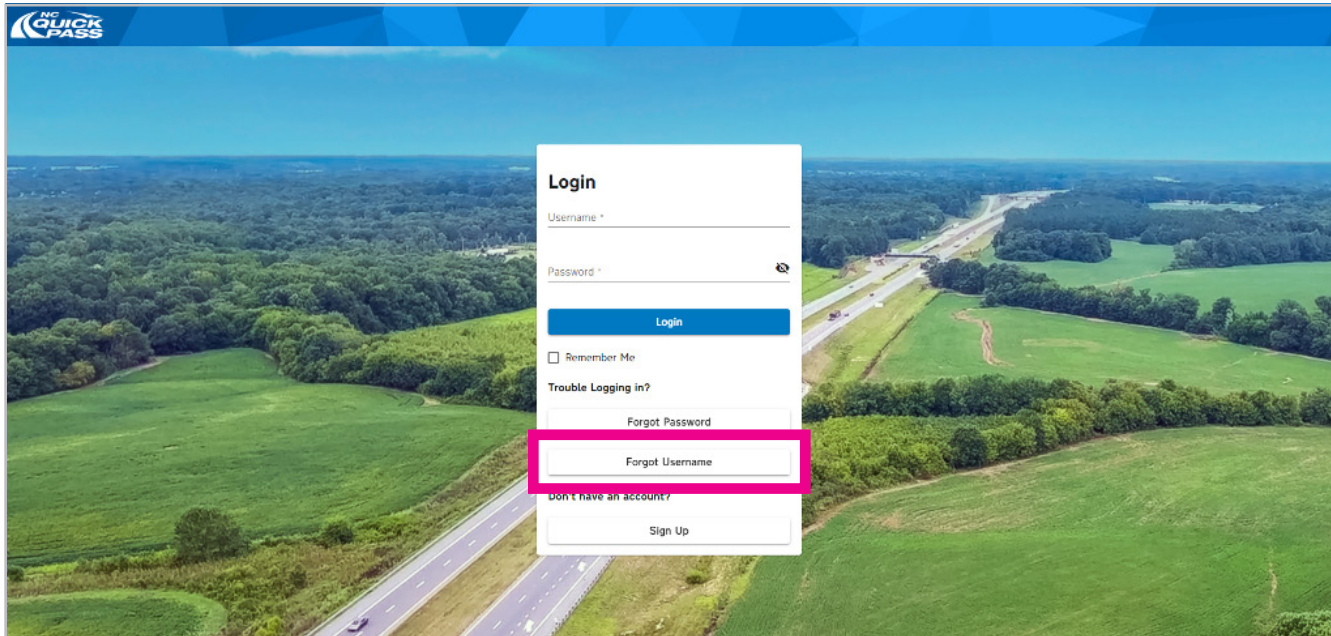 NC
QUICK
PASS
Login
Username *
Password *
Login
Remember Me
Trouble Logging in?
Forgot Password
Forgot Username
Don't have an account?
Sign Up